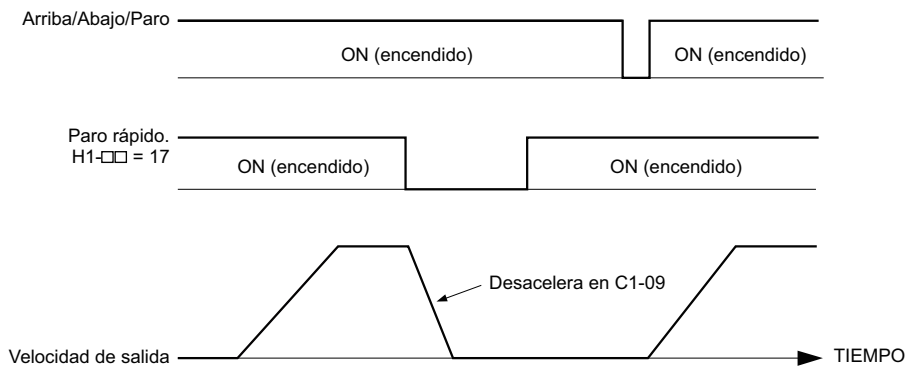 Arriba/Abajo/Paro
ON (encendido)
ON (encendido)
Paro rápido.
H1-□□ = 17
ON (encendido)
ON (encendido)
Desacelera en C1-09
Velocidad de salida
TIEMPO